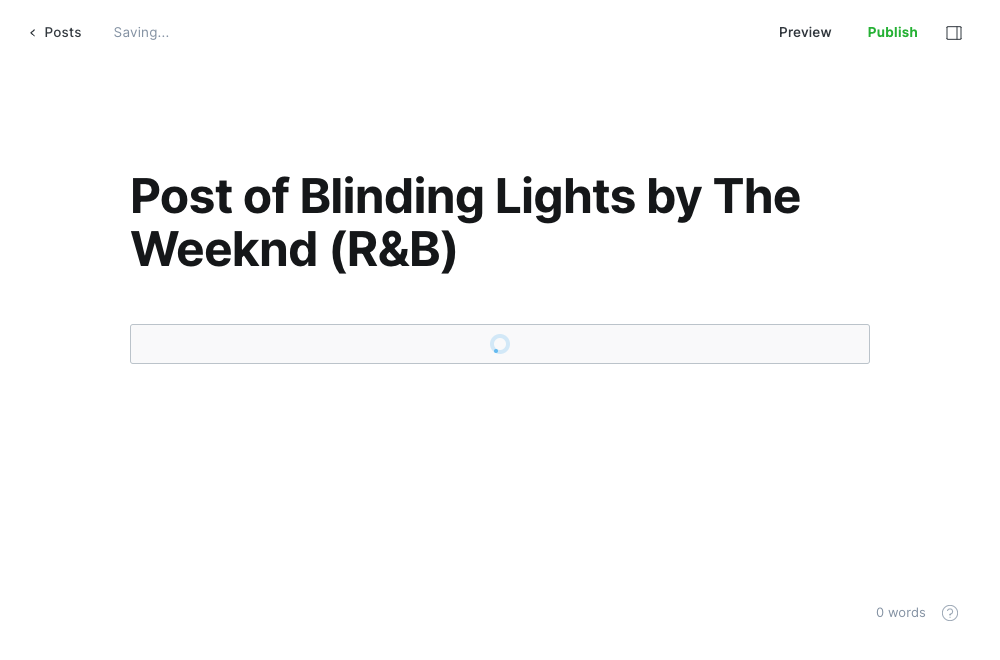 Posts
Saving...
Preview
Publish
Post of Blinding Lights by The
Weeknd (R&B)
0 words